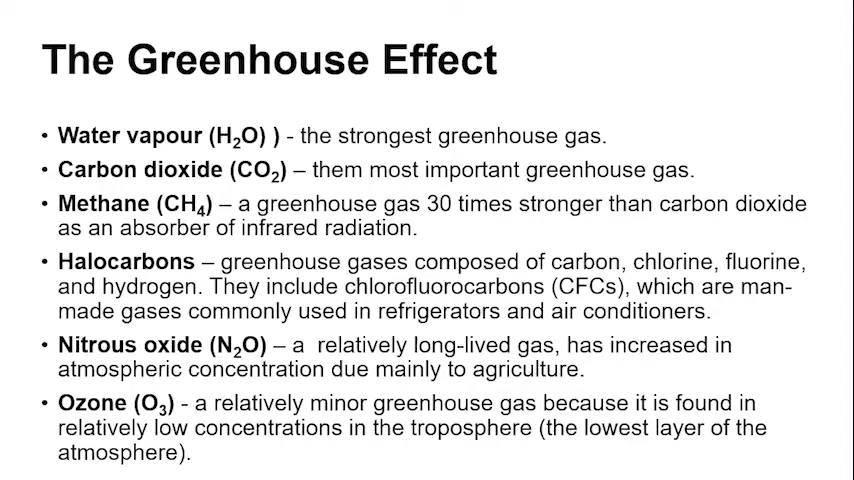 The Greenhouse Effect
• Water vapour (H₂O) ) - the strongest greenhouse gas.
• Carbon dioxide (CO₂) – them most important greenhouse gas.
• Methane (CH₄) – a greenhouse gas 30 times stronger than carbon dioxide
as an absorber of infrared radiation.
• Halocarbons – greenhouse gases composed of carbon, chlorine, fluorine,
and hydrogen. They include chlorofluorocarbons (CFCs), which are man-
made gases commonly used in refrigerators and air conditioners.
• Nitrous oxide (N₂O) – a  relatively long-lived gas, has increased in
atmospheric concentration due mainly to agriculture.
• Ozone (O₃) - a relatively minor greenhouse gas because it is found in
relatively low concentrations in the troposphere (the lowest layer of the
atmosphere).